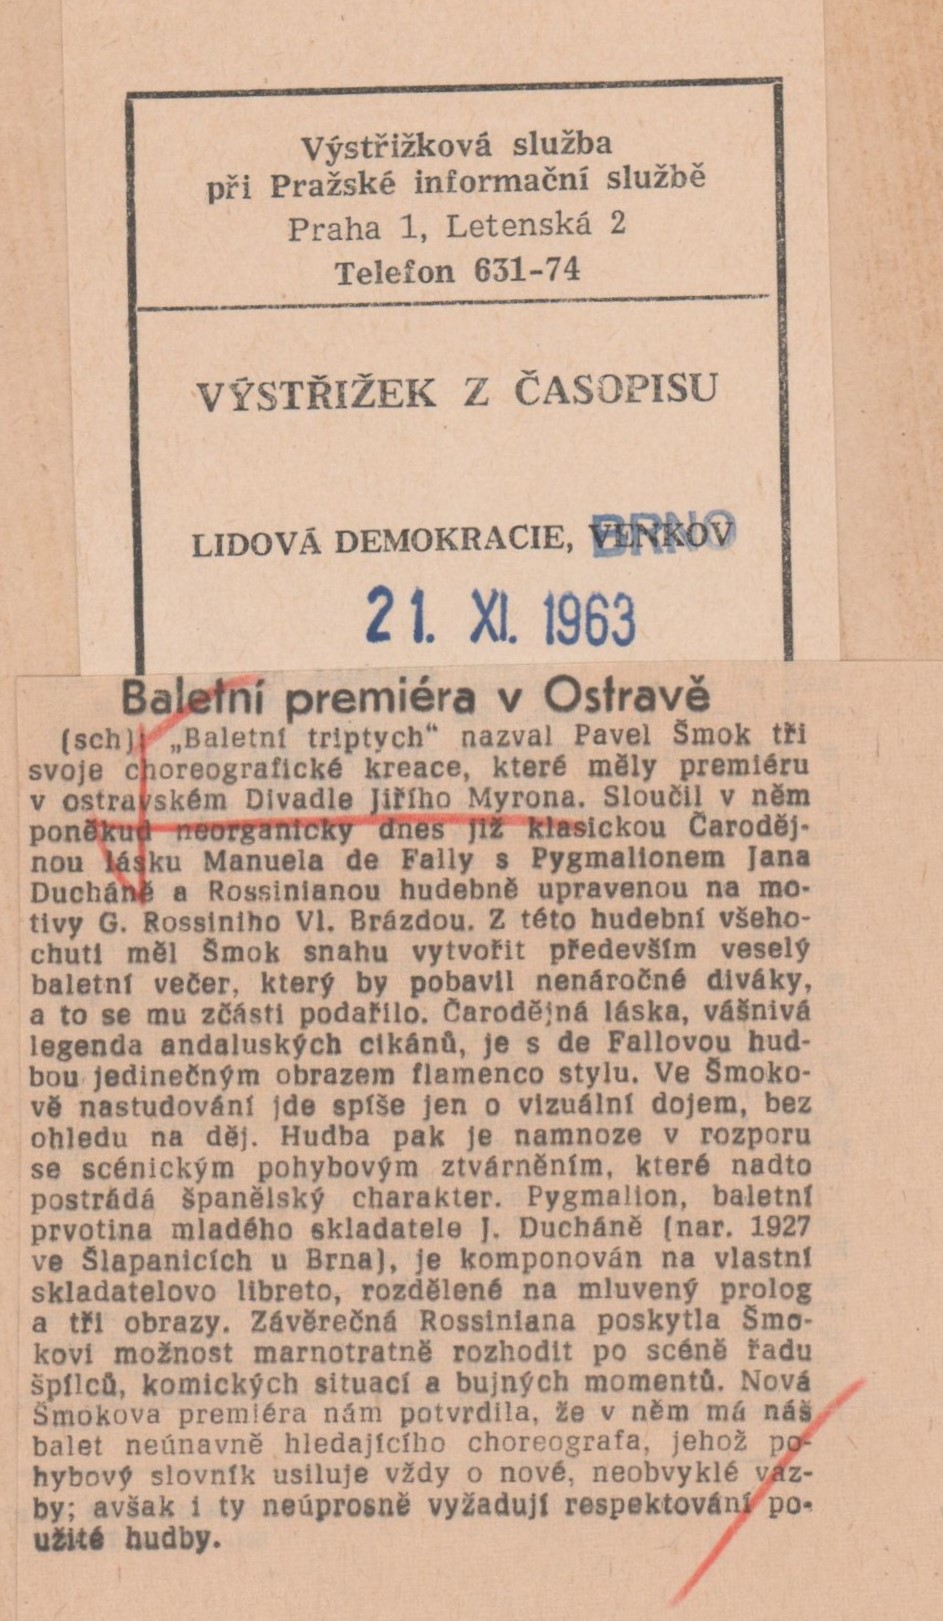 Výstřižková služba
při Pražské informační službě
Praha 1, Letenská 2
Telefon 631-74
VÝSTŘIŽEK Z ČASOPISU
LIDOVÁ DEMOKRACIE, VENKOV
BRNO
21. XI. 1963
Baletní premiéra v Ostravě
(sch) „Baletní triptych“ nazval Pavel Šmok tři
svoje choreografické kreace, které měly premiéru
v ostravském Divadle Jiřího Myrona. Sloučil v něm
poněkud neorganicky dnes již klasickou Čaroděj-
nou lásku Manuela de Fally s Pygmalionem Jana
Ducháně a Rossinianou hudebně upravenou na mo-
tivy G. Rossiniho Vl. Brázdou. Z této hudební všeho-
chuti měl Šmok snahu vytvořit především veselý
baletní večer, který by pobavil nenáročné diváky,
a to se mu zčásti podařilo. Čarodějná láska, vášnivá
legenda andaluských cikánů, je s de Fallovou hud-
bou jedinečným obrazem flamenco stylu. Ve Šmoko-
vě nastudování jde spíše jen o vizuální dojem, bez
ohledu na děj. Hudba pak je namnoze v rozporu
se scénickým pohybovým ztvárněním, které nadto
postrádá španělský charakter. Pygmalion, baletní
prvotina mladého skladatele J. Ducháně (nar. 1927
ve Šlapanicích u Brna), je komponován na vlastní
skladatelovo libreto, rozdělené na mluvený prolog
a tři obrazy. Závěrečná Rossiniana poskytla Šmo-
kovi možnost marnotratně rozhodit po scéně řadu
špílců, komických situací a bujných momentů. Nová
Šmokova premiéra nám potvrdila, že v něm má náš
balet neúnavně hledajícího choreografa, jehož po-
hybový slovník usiluje vždy o nové, neobvyklé vaz-
by; avšak i ty neúprosně vyžadují respektování po-
užité hudby.